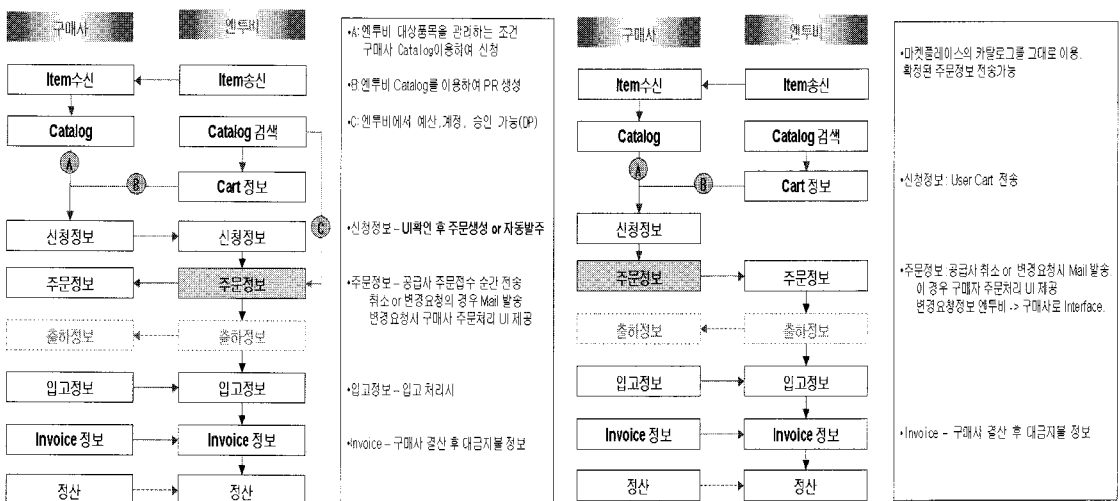 구매사
엔투비
Item수신
Item송신
Catalog
Catalog 검색
A
B
Cart 정보
C
신청정보
신청정보
주문정보
주문정보
출하정보
출하정보
입고정보
입고정보
Invoice 정보
Invoice 정보
정산
정산
•A:엔투비 대상품목을 관리하는 조건
구매사 Catalog이용하여 신청
•B:엔투비 Catalog를 이용하여 PR 생성
•C:엔투비에서 예산,계정, 승인 가능(DP)
•신청정보 – UI확인 후 주문생성 or 자동발주
•주문정보 – 공급사 주문접수 순간 전송
취소 or 변경요청의 경우 Mail 발송
변경요청시 구매사 주문처리 UI 제공
•입고정보 – 입고 처리시
•Invoice – 구매사 결산 후 대금지불 정보
구매사
엔투비
Item수신
Item송신
Catalog
Catalog 검색
A
B
Cart 정보
신청정보
주문정보
주문정보
출하정보
출하정보
입고정보
입고정보
Invoice 정보
Invoice 정보
정산
정산
•마켓플레이스의 카탈로그를 그대로 이용.
확정된 주문정보 전송가능
•신청정보 : User Cart 전송
•주문정보 :공급사 취소 or 변경요청시 Mail 발송.
이 경우 구매자 주문처리 UI 제공
변경요청정보 엔투비 -> 구매사로 Interface.
•Invoice – 구매사 결산 후 대금지불 정보